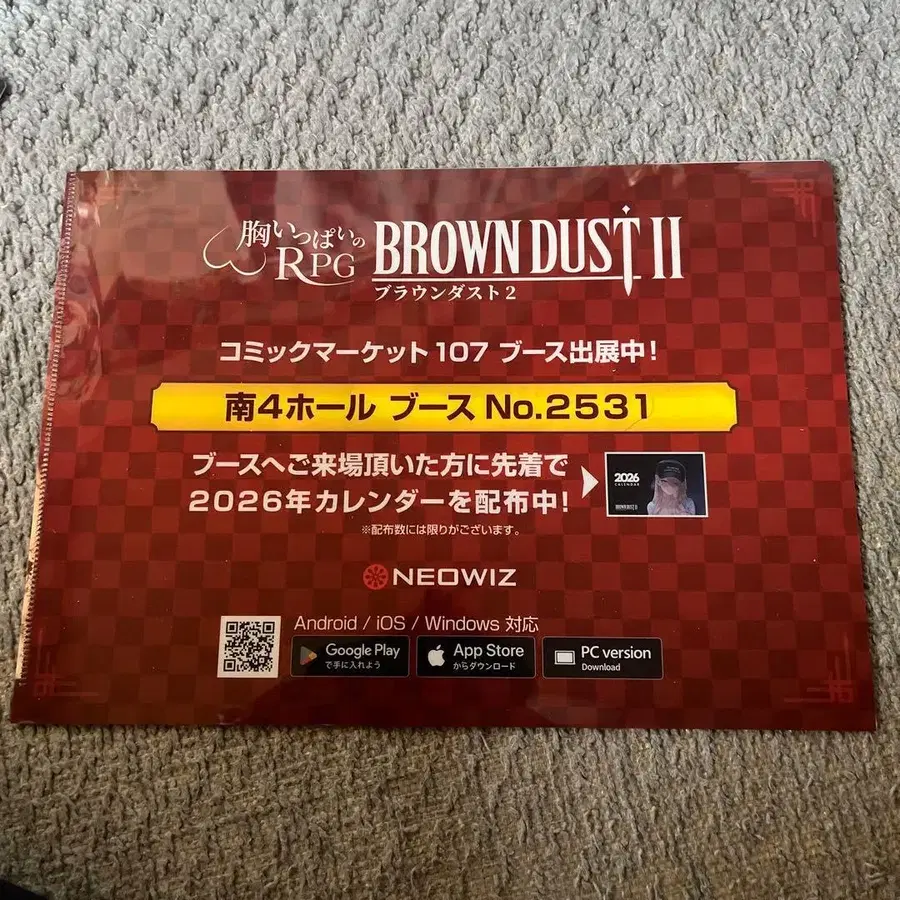 胸いっぱいの
RPG
BROWN DUST II
ブラウンダスト2
コミックマーケット107 ブース出展中!
南4ホール ブース No.2531
ブースへご来場頂いた方に先着で
2026年カレンダーを配布中!
※配布数には限りがございます。
2026
CALENDAR
BROWN DUST II
NEOWIZ
Android / iOS / Windows 対応
Google Play
で手に入れよう
App Store
からダウンロード
PC version
Download